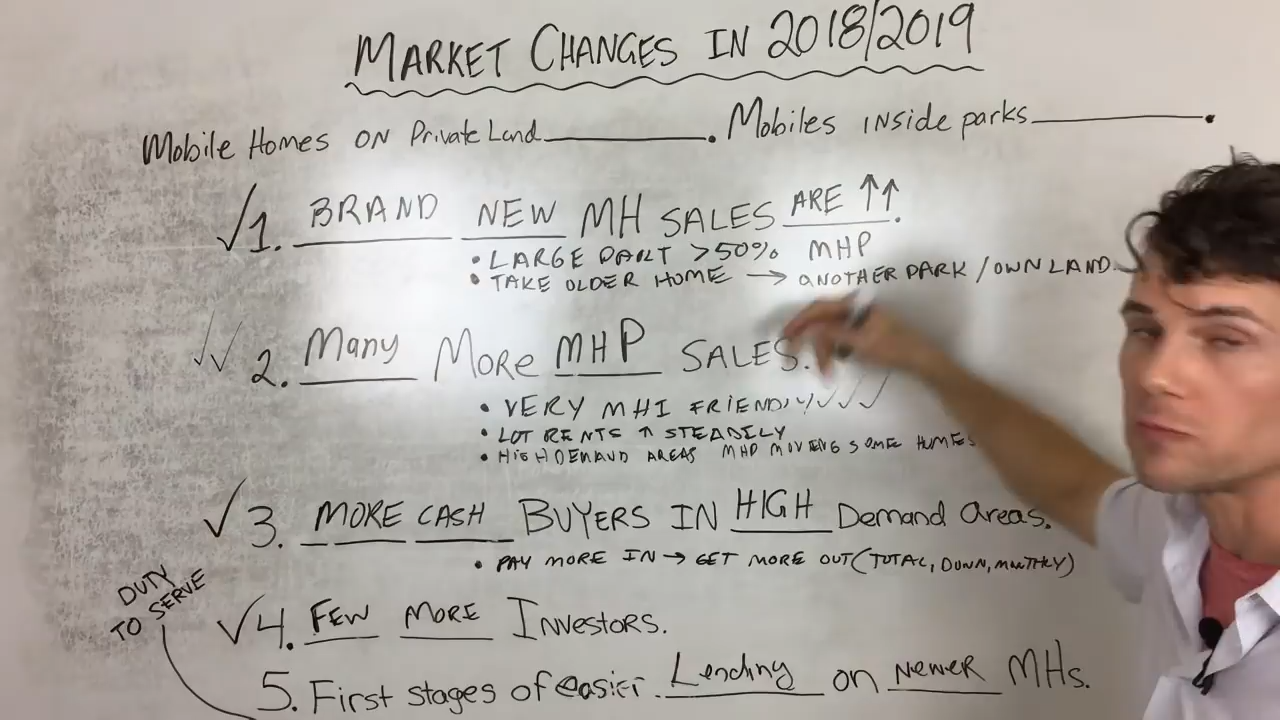 MARKET CHANGES IN 2018/2019
Mobile Homes ON Private Land________. Mobiles INside parks________.
√1. BRAND NEW MH SALES ARE ↑↑.
• LARGE PART >50% MHP
• TAKE OLDER HOME → ANOTHER PARK / OWN LAND
√√ 2. Many More MHP SALES.
• VERY MHI FRIENDLY √√√
• LOT RENTS ↑ STEADILY
• HIGH DEMAND AREAS MHP MOVING SOME HOMES
√3. MORE CASH BUYERS IN HIGH Demand Areas.
• PAY MORE IN → GET MORE OUT (TOTAL, DOWN, MONTHLY)
DUTY
TO SERVE
√4. FEW MORE Investors.
5. First stages of easier Lending on NEWER MHs.